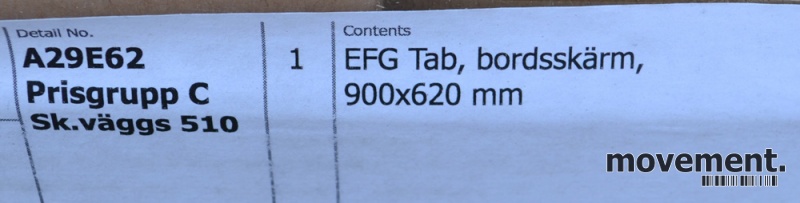 Detail No.
A29E62
Prisgrupp C
Sk.väggs 510
1
Contents
EFG Tab, bordsskärm,
900x620 mm
movement.